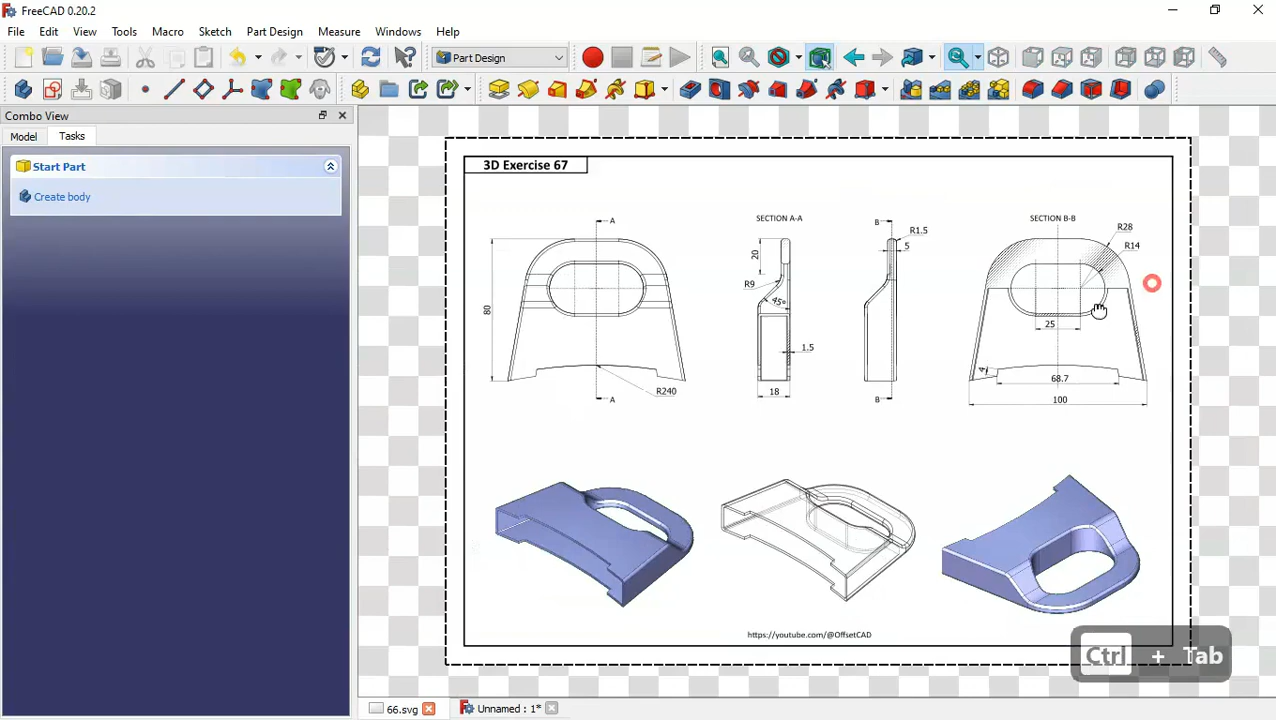 FreeCAD 0.20.2
File Edit View Tools Macro Sketch Part Design Measure Windows Help
Part Design
Combo View
Model Tasks
Start Part
Create body
3D Exercise 67
A
A
80
R240
SECTION A-A
20
R9
45°
1.5
18
B
R1.5
5
B
SECTION B-B
R28
R14
25
4
68.7
100
https://youtube.com/@OffsetCAD
Ctrl + Tab
66.svg Unnamed : 1*